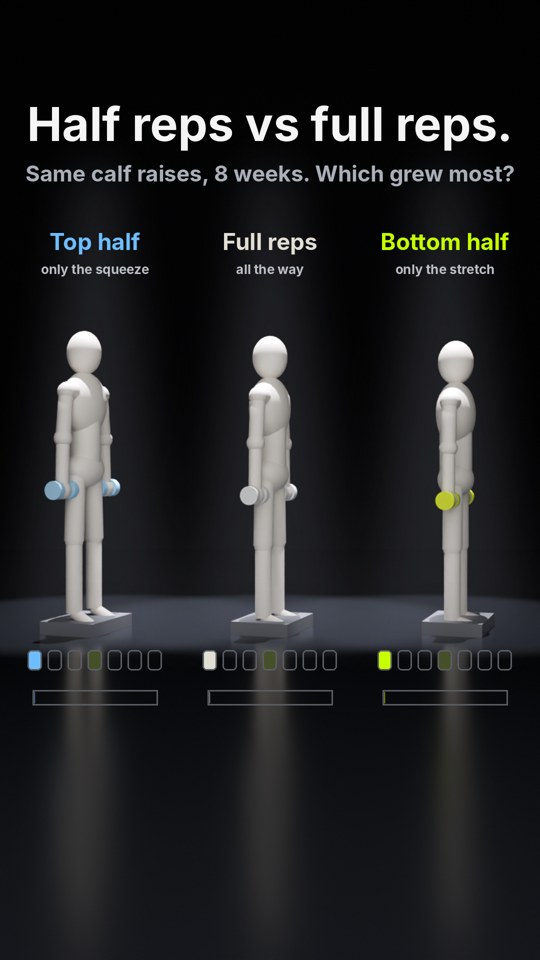 Half reps vs full reps.
Same calf raises, 8 weeks. Which grew most?
Top half
only the squeeze
Full reps
all the way
Bottom half
only the stretch